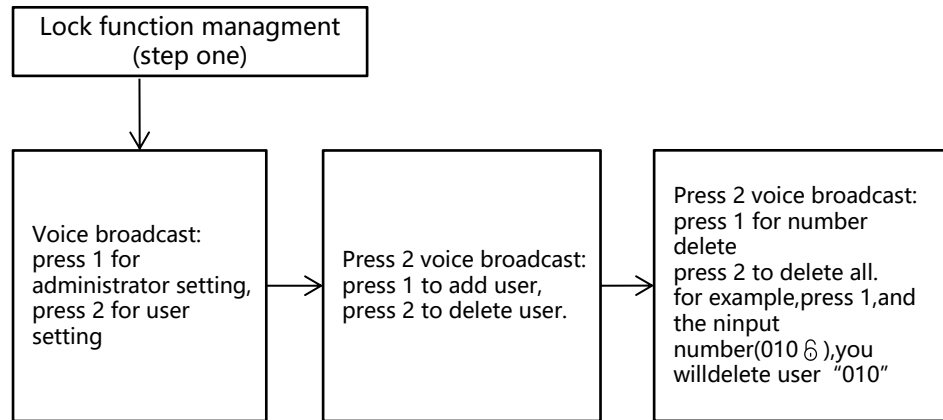 Lock function managment
(step one)
Voice broadcast:
press 1 for
administrator setting,
press 2 for user
setting
Press 2 voice broadcast:
press 1 to add user,
press 2 to delete user.
Press 2 voice broadcast:
press 1 for number
delete
press 2 to delete all.
for example,press 1,and
the ninput
number(010 ),you
willdelete user “010”